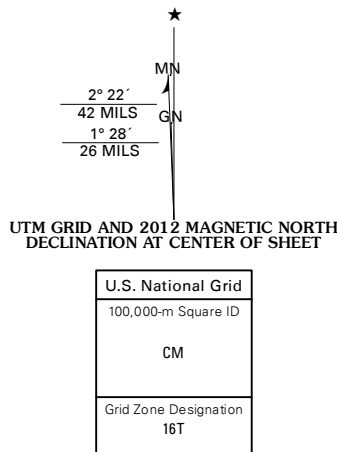 ★
MN
2° 22´
42 MILS
GN
1° 28´
26 MILS
UTM GRID AND 2012 MAGNETIC NORTH
DECLINATION AT CENTER OF SHEET
U.S. National Grid
100,000-m Square ID
CM
Grid Zone Designation
16T